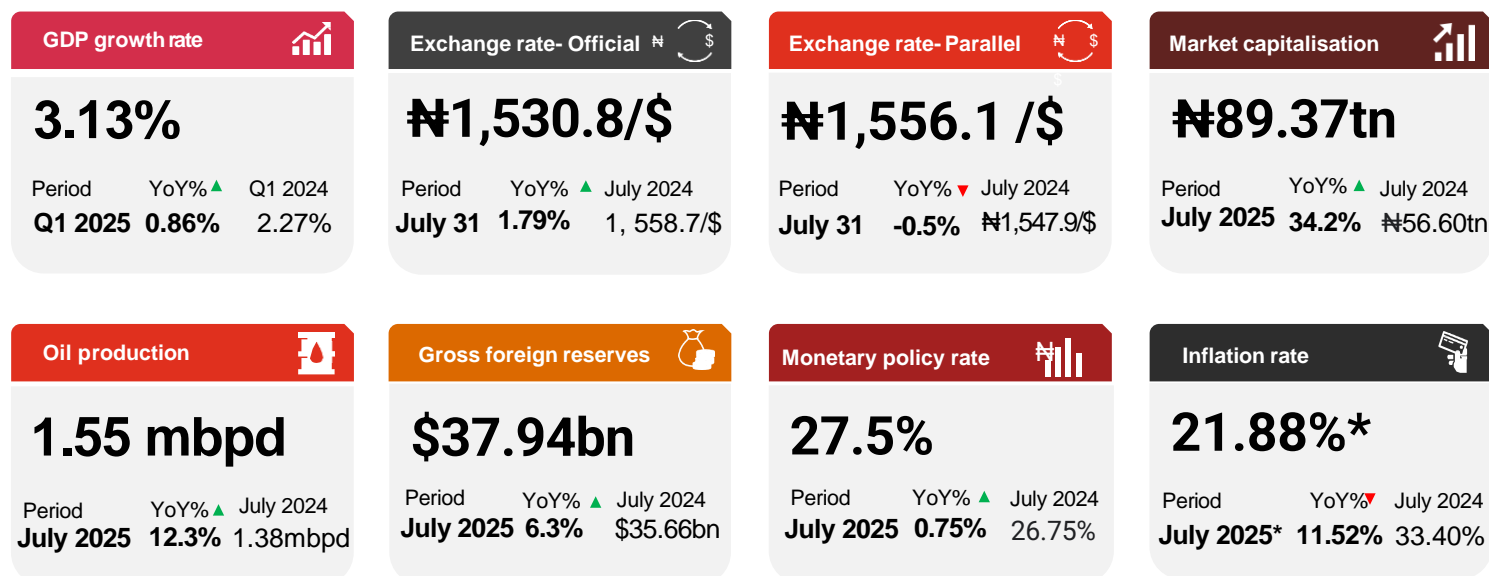 GDP growth rate
3.13%
Period YoY% Q1 2024
Q1 2025 0.86% 2.27%
Exchange rate- Official ₦ $
₦1,530.8/$
Period YoY% July 2024
July 31 1.79% 1, 558.7/$
Exchange rate- Parallel ₦ $
$
₦1,556.1 /$
Period YoY% July 2024
July 31 -0.5% ₦1,547.9/$
Market capitalisation
₦89.37tn
Period YoY% July 2024
July 2025 34.2% ₦56.60tn
Oil production
1.55 mbpd
Period YoY% July 2024
July 2025 12.3% 1.38mbpd
Gross foreign reserves
$37.94bn
Period YoY% July 2024
July 2025 6.3% $35.66bn
Monetary policy rate ₦
27.5%
Period YoY% July 2024
July 2025 0.75% 26.75%
Inflation rate
21.88%*
Period YoY% July 2024
July 2025* 11.52% 33.40%